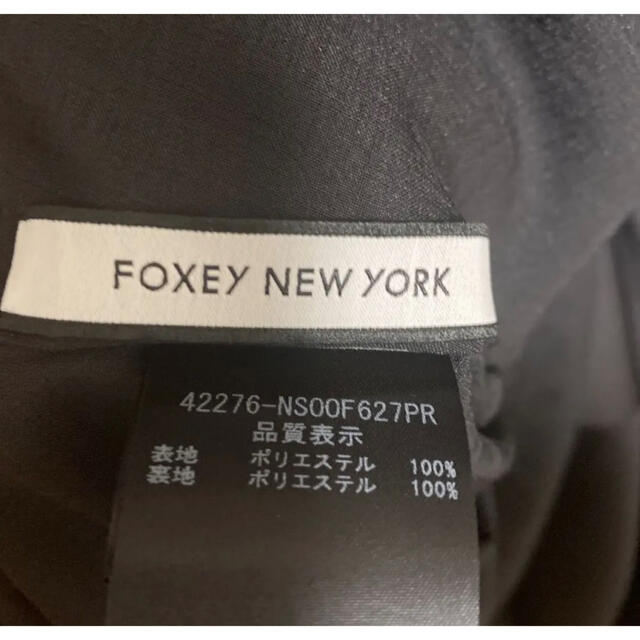 FOXEY NEW YORK
42276-NS00F627PR
品質表示
表地 ポリエステル 100%
裏地 ポリエステル 100%